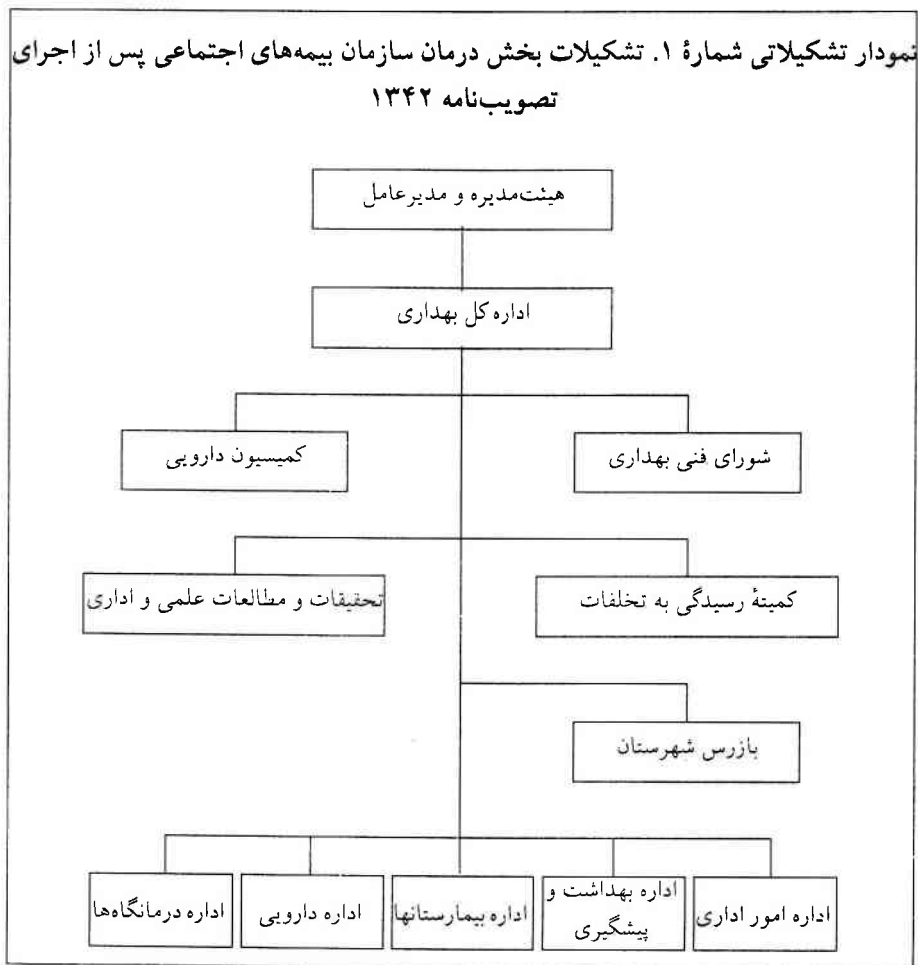 نمودار تشکیلاتی شمارهٔ ۱. تشکیلات بخش درمان سازمان بیمه‌های اجتماعی پس از اجرای
تصویب‌نامه ۱۳۴۲
هیئت‌مدیره و مدیرعامل
اداره کل بهداری
شورای فنی بهداری
کمیسیون دارویی
کمیتهٔ رسیدگی به تخلفات
تحقیقات و مطالعات علمی و اداری
بازرس شهرستان
اداره امور اداری
اداره بهداشت و
پیشگیری
اداره بیمارستانها
اداره دارویی
اداره درمانگاه‌ها